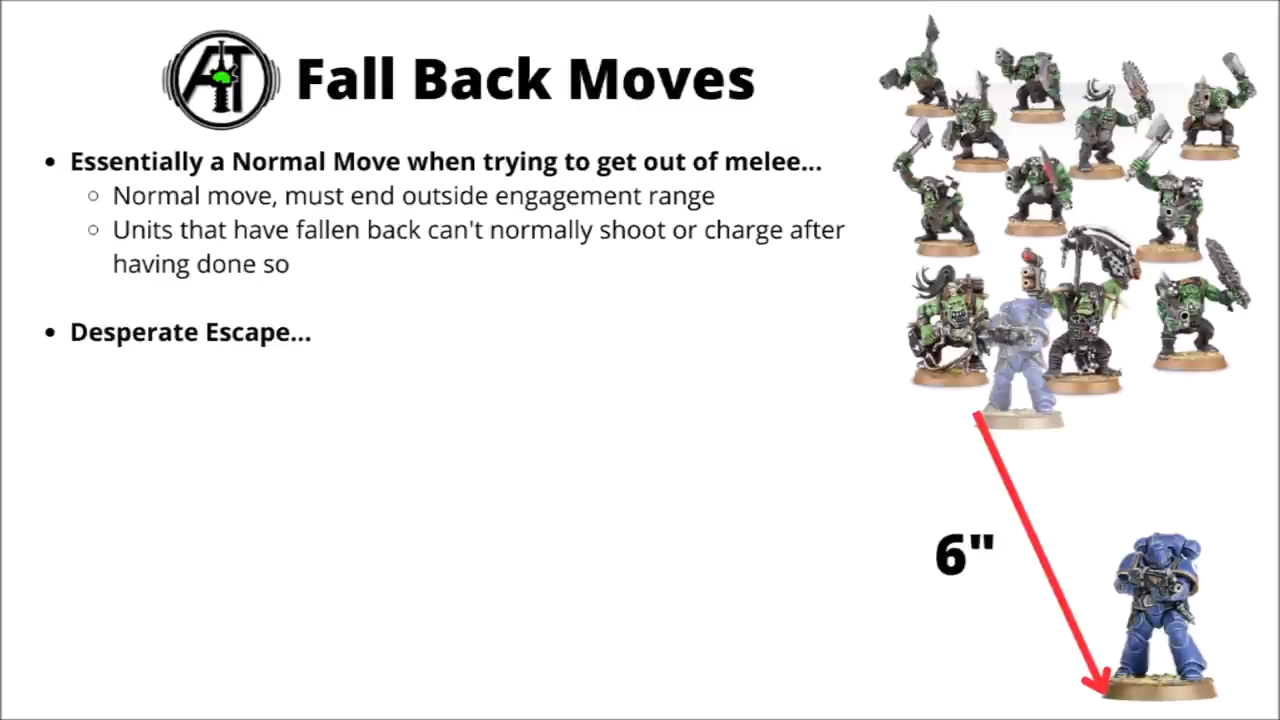 AT
Fall Back Moves
• Essentially a Normal Move when trying to get out of melee...
○ Normal move, must end outside engagement range
○ Units that have fallen back can't normally shoot or charge after
having done so
• Desperate Escape...
6"